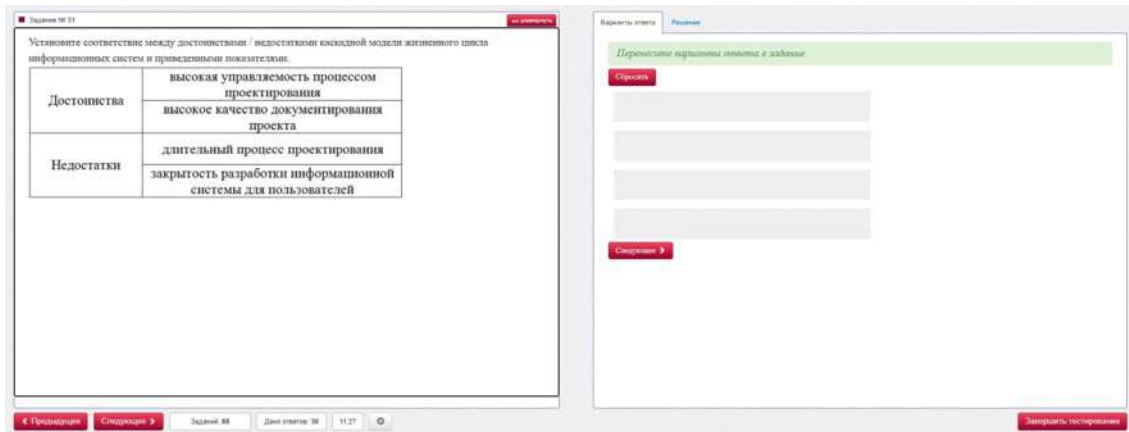 Задание № 31
Установите соответствие между достоинствами / недостатками каскадной модели жизненного цикла
информационных систем и приведенными показателями.
Достоинства
высокая управляемость процессом
проектирования
высокое качество документирования
проекта
Недостатки
длительный процесс проектирования
закрытость разработки информационной
системы для пользователей
Предыдущее
Следующее
Заданий:
Дано ответов:
11:27
Варианты ответа
Решение
Перенесите варианты ответа в задание
Сбросить
Следующее
Завершить тестирование